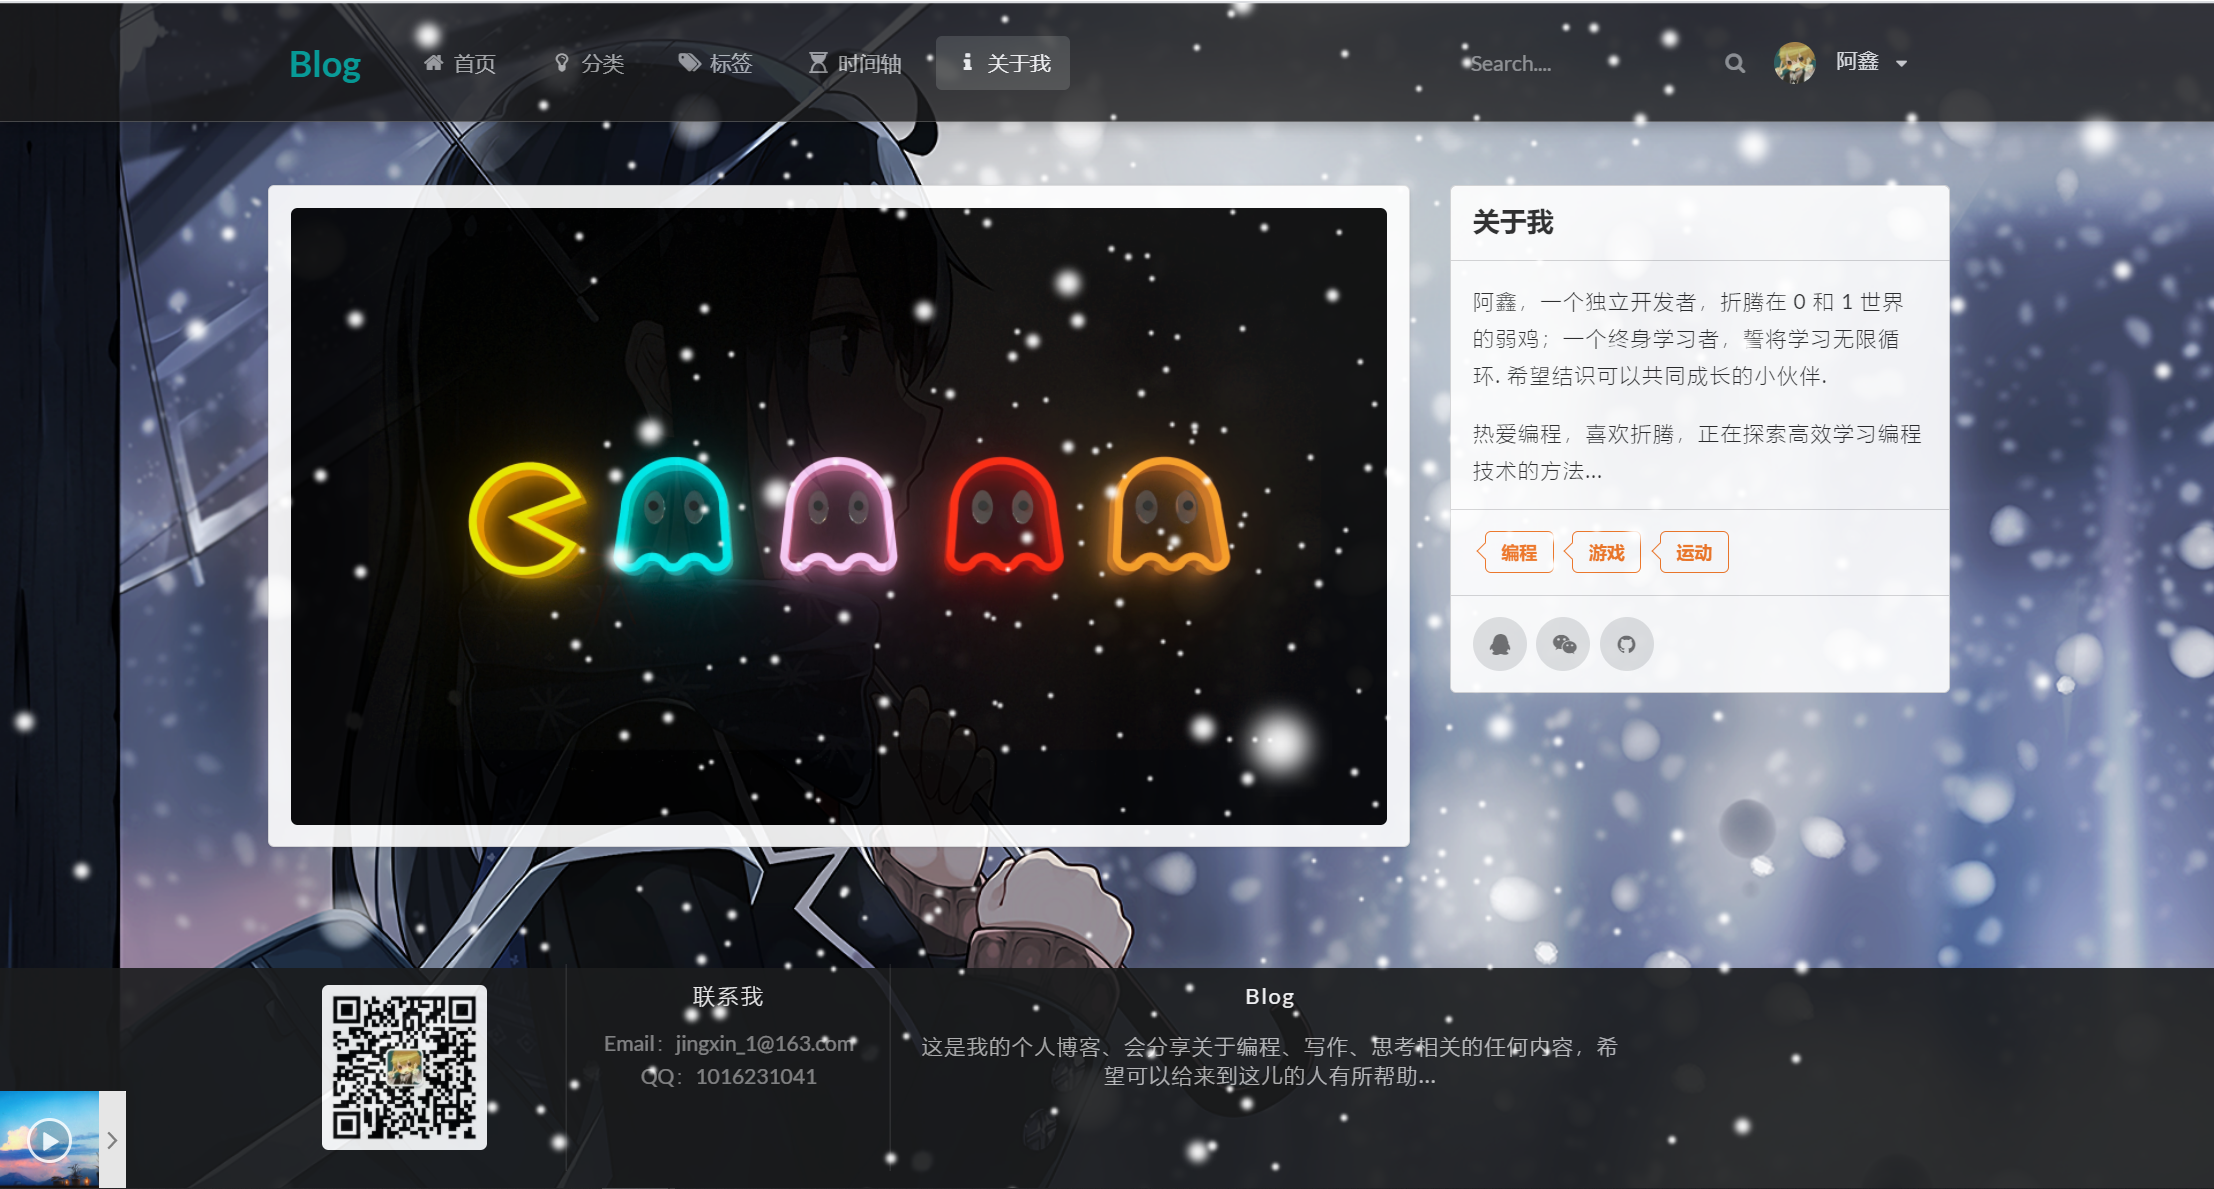 Blog
首页
分类
标签
时间轴
关于我
Search....
阿鑫
关于我
阿鑫，一个独立开发者，折腾在 0 和 1 世界
的弱鸡；一个终身学习者，誓将学习无限循
环. 希望结识可以共同成长的小伙伴.
热爱编程，喜欢折腾，正在探索高效学习编程
技术的方法...
编程
游戏
运动
联系我
Email：jingxin_1@163.com
QQ：1016231041
Blog
这是我的个人博客、会分享关于编程、写作、思考相关的任何内容，希
望可以给来到这儿的人有所帮助...